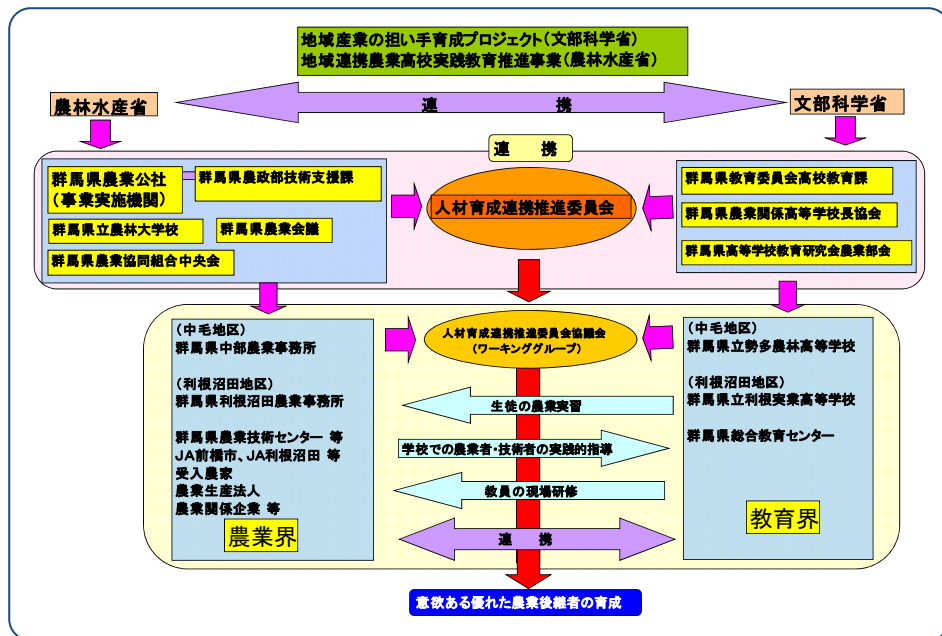 地域産業の担い手育成プロジェクト(文部科学省)
地域連携農業高校実践教育推進事業(農林水産省)
農林水産省
連　携
文部科学省
連　携
群馬県農業公社
(事業実施機関)
群馬県農政部技術支援課
群馬県立農林大学校
群馬県農業会議
群馬県農業協同組合中央会
人材育成連携推進委員会
群馬県教育委員会高校教育課
群馬県農業関係高等学校長協会
群馬県高等学校教育研究会農業部会
(中毛地区)
群馬県中部農業事務所
(利根沼田地区)
群馬県利根沼田農業事務所
群馬県農業技術センター 等
JA前橋市、JA利根沼田 等
受入農家
農業生産法人
農業関係企業 等
農業界
人材育成連携推進委員会協議会
(ワーキンググループ)
生徒の農業実習
学校での農業者・技術者の実践的指導
教員の現場研修
連　携
(中毛地区)
群馬県立勢多農林高等学校
(利根沼田地区)
群馬県立利根実業高等学校
群馬県総合教育センター
教育界
意欲ある優れた農業後継者の育成